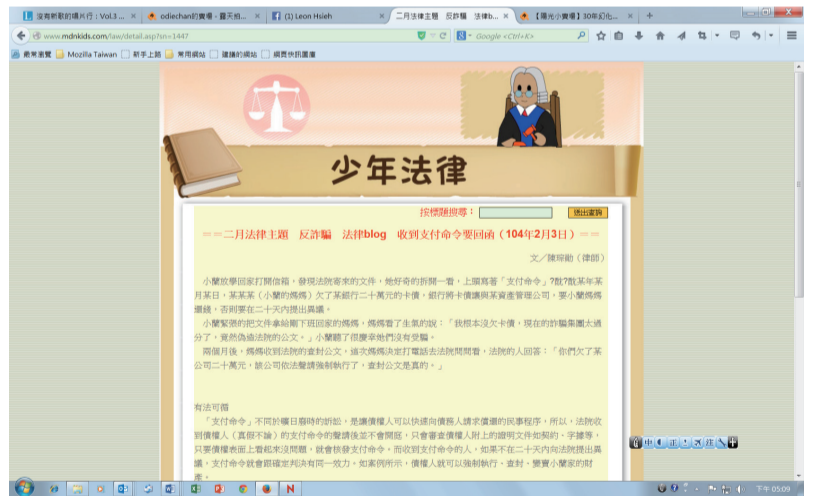 沒有新歌的唱片行：Vol.3 ...
odiechan的賣場 - 露天拍...
(1) Leon Hsieh
二月法律主題 反詐騙 法律b...
【陽光小賣場】30年幻化...
www.mdnkids.com/law/detail.asp?sn=1447
Google <Ctrl+K>
最常瀏覽 Mozilla Taiwan 新手上路 常用網站 建議的網站 網頁快訊圖庫
少年法律
按標題搜尋： 送出查詢
＝＝二月法律主題 反詐騙 法律blog 收到支付命令要回函（104年2月3日）＝＝
文／陳琮勛（律師）
小蘭放學回家打開信箱，發現法院寄來的文件，她好奇的拆開一看，上頭寫著「支付命令」?融?融某年某
月某日，某某某（小蘭的媽媽）欠了某銀行二十萬元的卡債，銀行將卡債讓與某資產管理公司，要小蘭媽媽
還錢，否則要在二十天內提出異議。
小蘭緊張的把文件拿給剛下班回家的媽媽，媽媽看了生氣的說：「我根本沒欠卡債，現在的詐騙集團太過
分了，竟然偽造法院的公文。」小蘭聽了很慶幸她們沒有受騙。
兩個月後，媽媽收到法院的查封公文，這次媽媽決定打電話去法院問問看，法院的人回答：「你們欠了某
公司二十萬元，該公司依法聲請強制執行了，查封公文是真的。」
有法可循
「支付命令」不同於曠日廢時的訴訟，是讓債權人可以快速向債務人請求償還的民事程序，所以，法院收
到債權人（真假不論）的支付命令的聲請後並不會開庭，只會審查債權人附上的證明文件如契約、字據等，
只要債權表面上看起來沒問題，就會核發支付命令。而收到支付命令的人，如果不在二十天內向法院提出異
議，支付命令就會跟確定判決有同一效力。如案例所示，債權人就可以強制執行、查封、變賣小蘭家的財
產。
中
下午 05:09